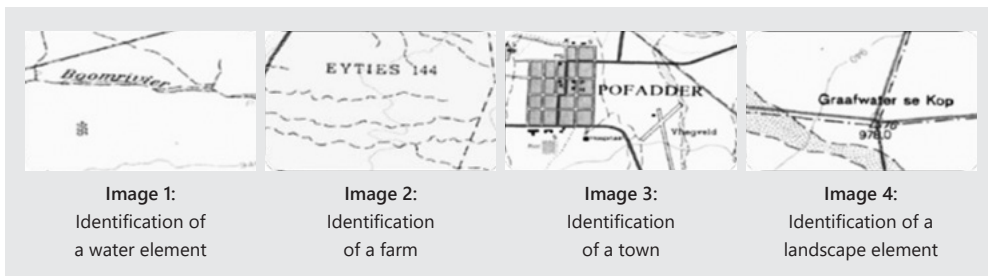 Boomrivier
EYTIES 144
POFADDER
Vliegveld
Graafwater se Kop
978.0
Image 1:
Identification of
a water element
Image 2:
Identification
of a farm
Image 3:
Identification
of a town
Image 4:
Identification of a
landscape element